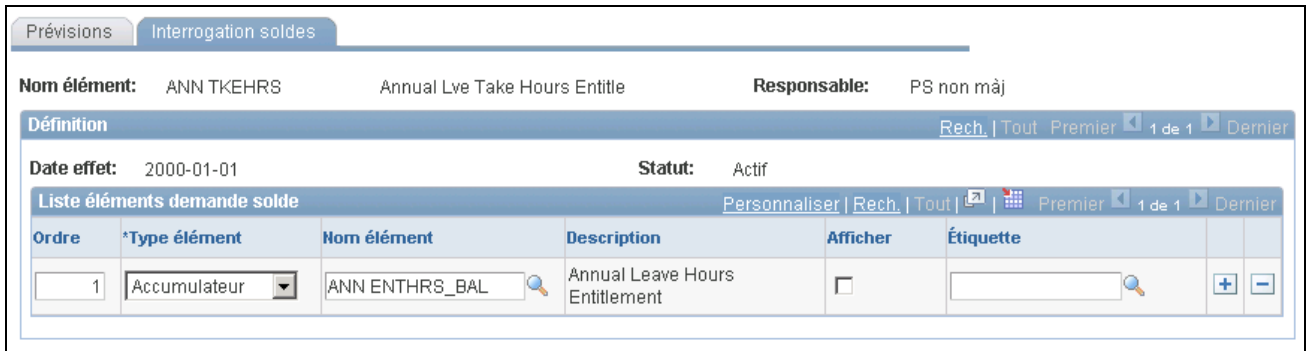 Prévisions Interrogation soldes
Nom élément: ANN TKEHRS Annual Lve Take Hours Entitle Responsable: PS non màj
Définition Rech. | Tout Premier 1 de 1 Dernier
Date effet: 2000-01-01 Statut: Actif
Liste éléments demande solde Personnaliser | Rech. | Tout | | Premier 1 de 1 Dernier
Ordre *Type élément Nom élément Description Afficher Étiquette
1 Accumulateur ANN ENTHRS_BAL Annual Leave Hours
Entitlement